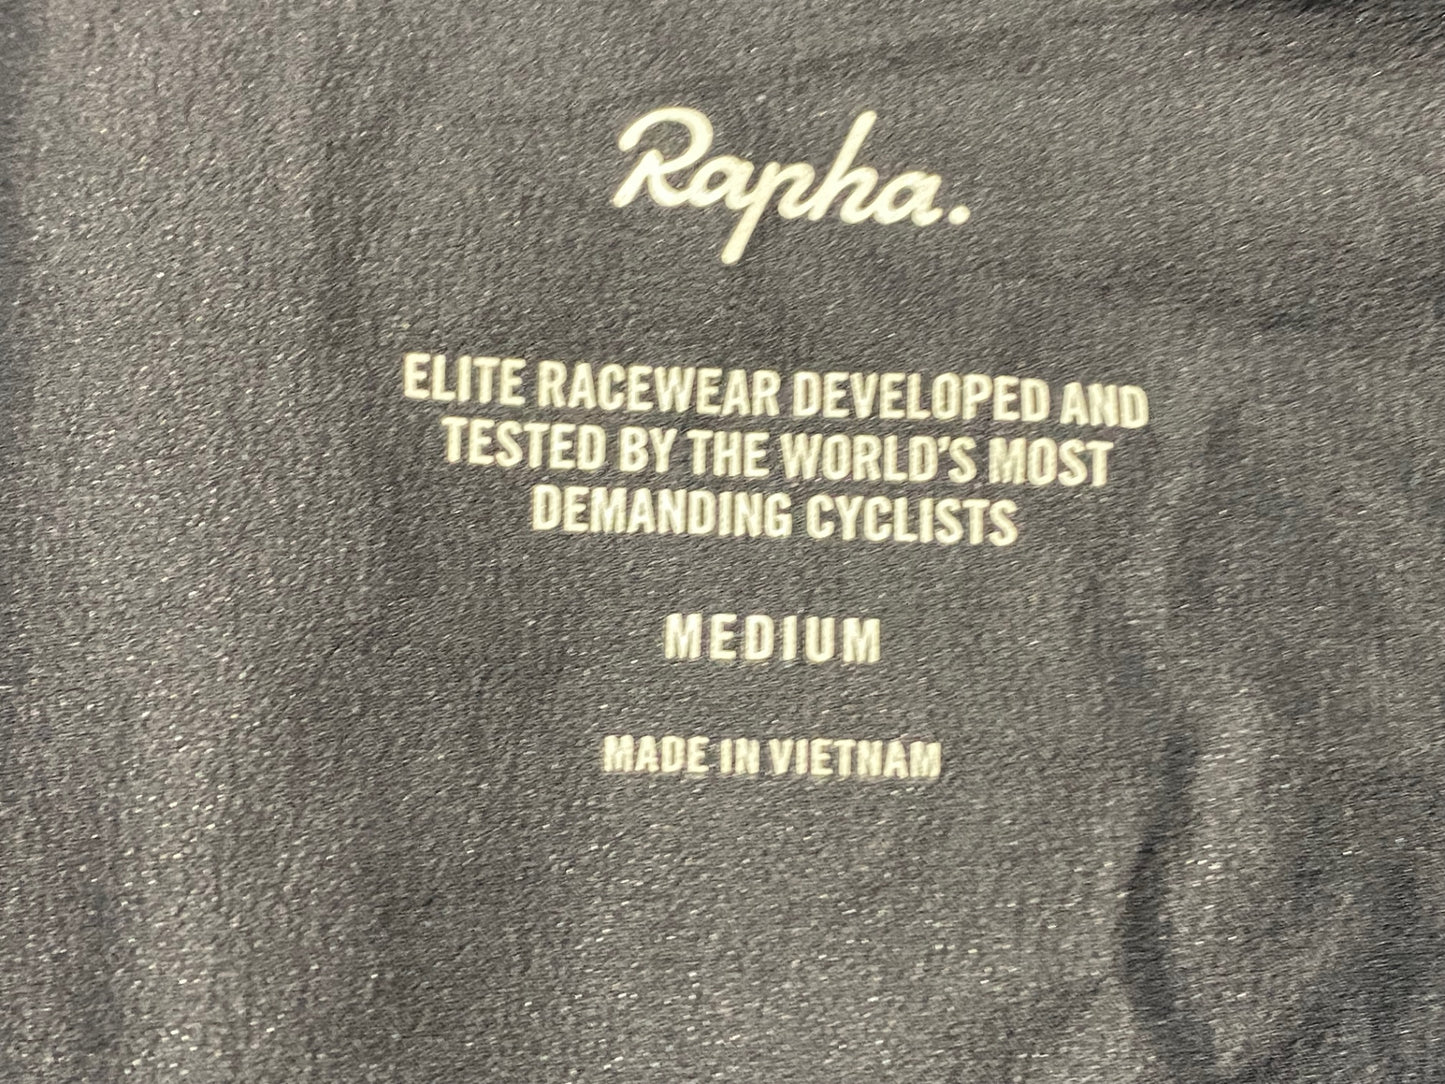 Rapha.
ELITE RACEWEAR DEVELOPED AND
TESTED BY THE WORLD'S MOST
DEMANDING CYCLISTS
MEDIUM
MADE IN VIETNAM